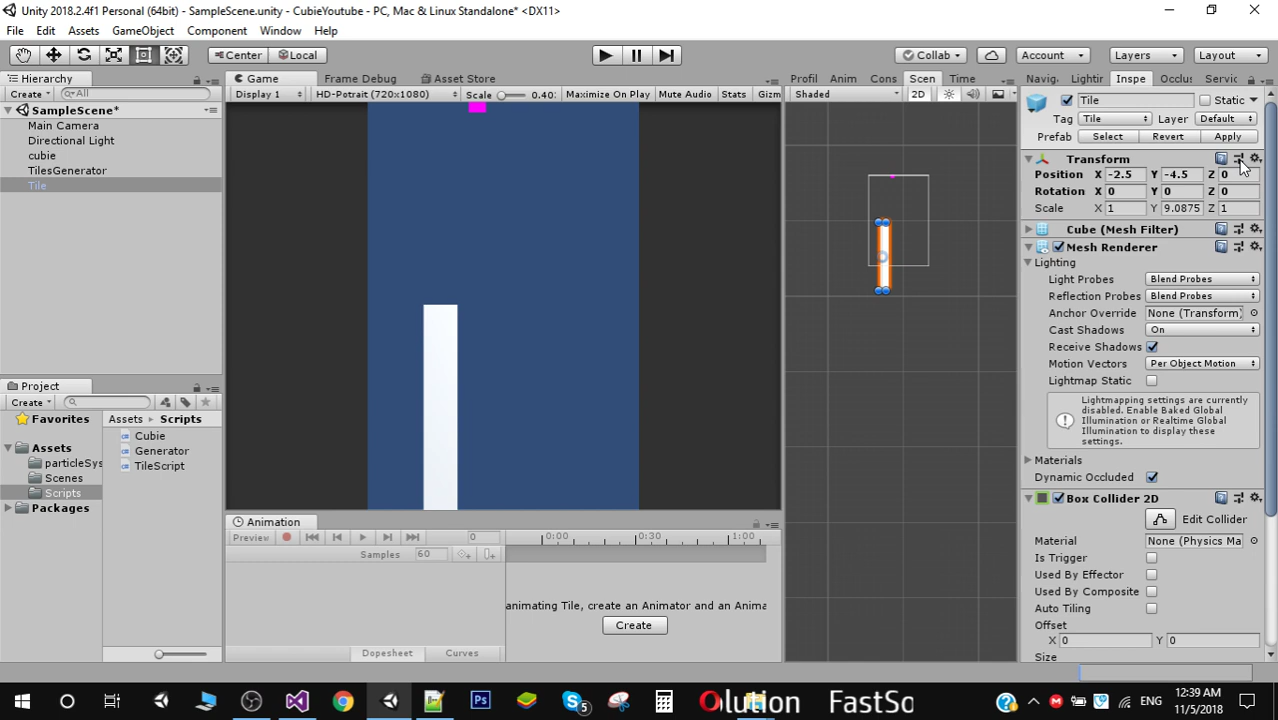 Unity 2018.2.4f1 Personal (64bit) - SampleScene.unity - CubieYoutube - PC, Mac & Linux Standalone* <DX11>
File Edit Assets GameObject Component Window Help
Center Local Collab Account Layers Layout
Hierarchy Game Frame Debug Asset Store Profil Anim Cons Scen Time Navig Lightir Inspe Occlus Servic
Create All Display 1 HD-Potrait (720x1080) Scale 0.40 Maximize On Play Mute Audio Stats Gizm Shaded 2D Tile Static
SampleScene*
Main Camera
Directional Light
cubie
TilesGenerator
Tile
Tag Tile Layer Default
Prefab Select Revert Apply
Transform
Position X -2.5 Y -4.5 Z 0
Rotation X 0 Y 0 Z 0
Scale X 1 Y 9.0875 Z 1
Cube (Mesh Filter)
Mesh Renderer
Lighting
Light Probes Blend Probes
Reflection Probes Blend Probes
Anchor Override None (Transform)
Cast Shadows On
Receive Shadows
Motion Vectors Per Object Motion
Lightmap Static
Lightmapping settings are currently
disabled. Enable Baked Global
Illumination or Realtime Global
Illumination to display these
settings.
Materials
Dynamic Occluded
Box Collider 2D
Edit Collider
Material None (Physics Ma
Is Trigger
Used By Effector
Used By Composite
Auto Tiling
Offset
X 0 Y 0
Size
Project
Create
Favorites
Assets
particleSys
Scenes
Scripts
Packages
Assets Scripts
Cubie
Generator
TileScript
Animation
Preview 0 0:00 0:30 1:00
Samples 60
animating Tile, create an Animator and an Anima
Create
Dopesheet Curves
5 Olution FastSo ENG 12:39 AM
11/5/2018